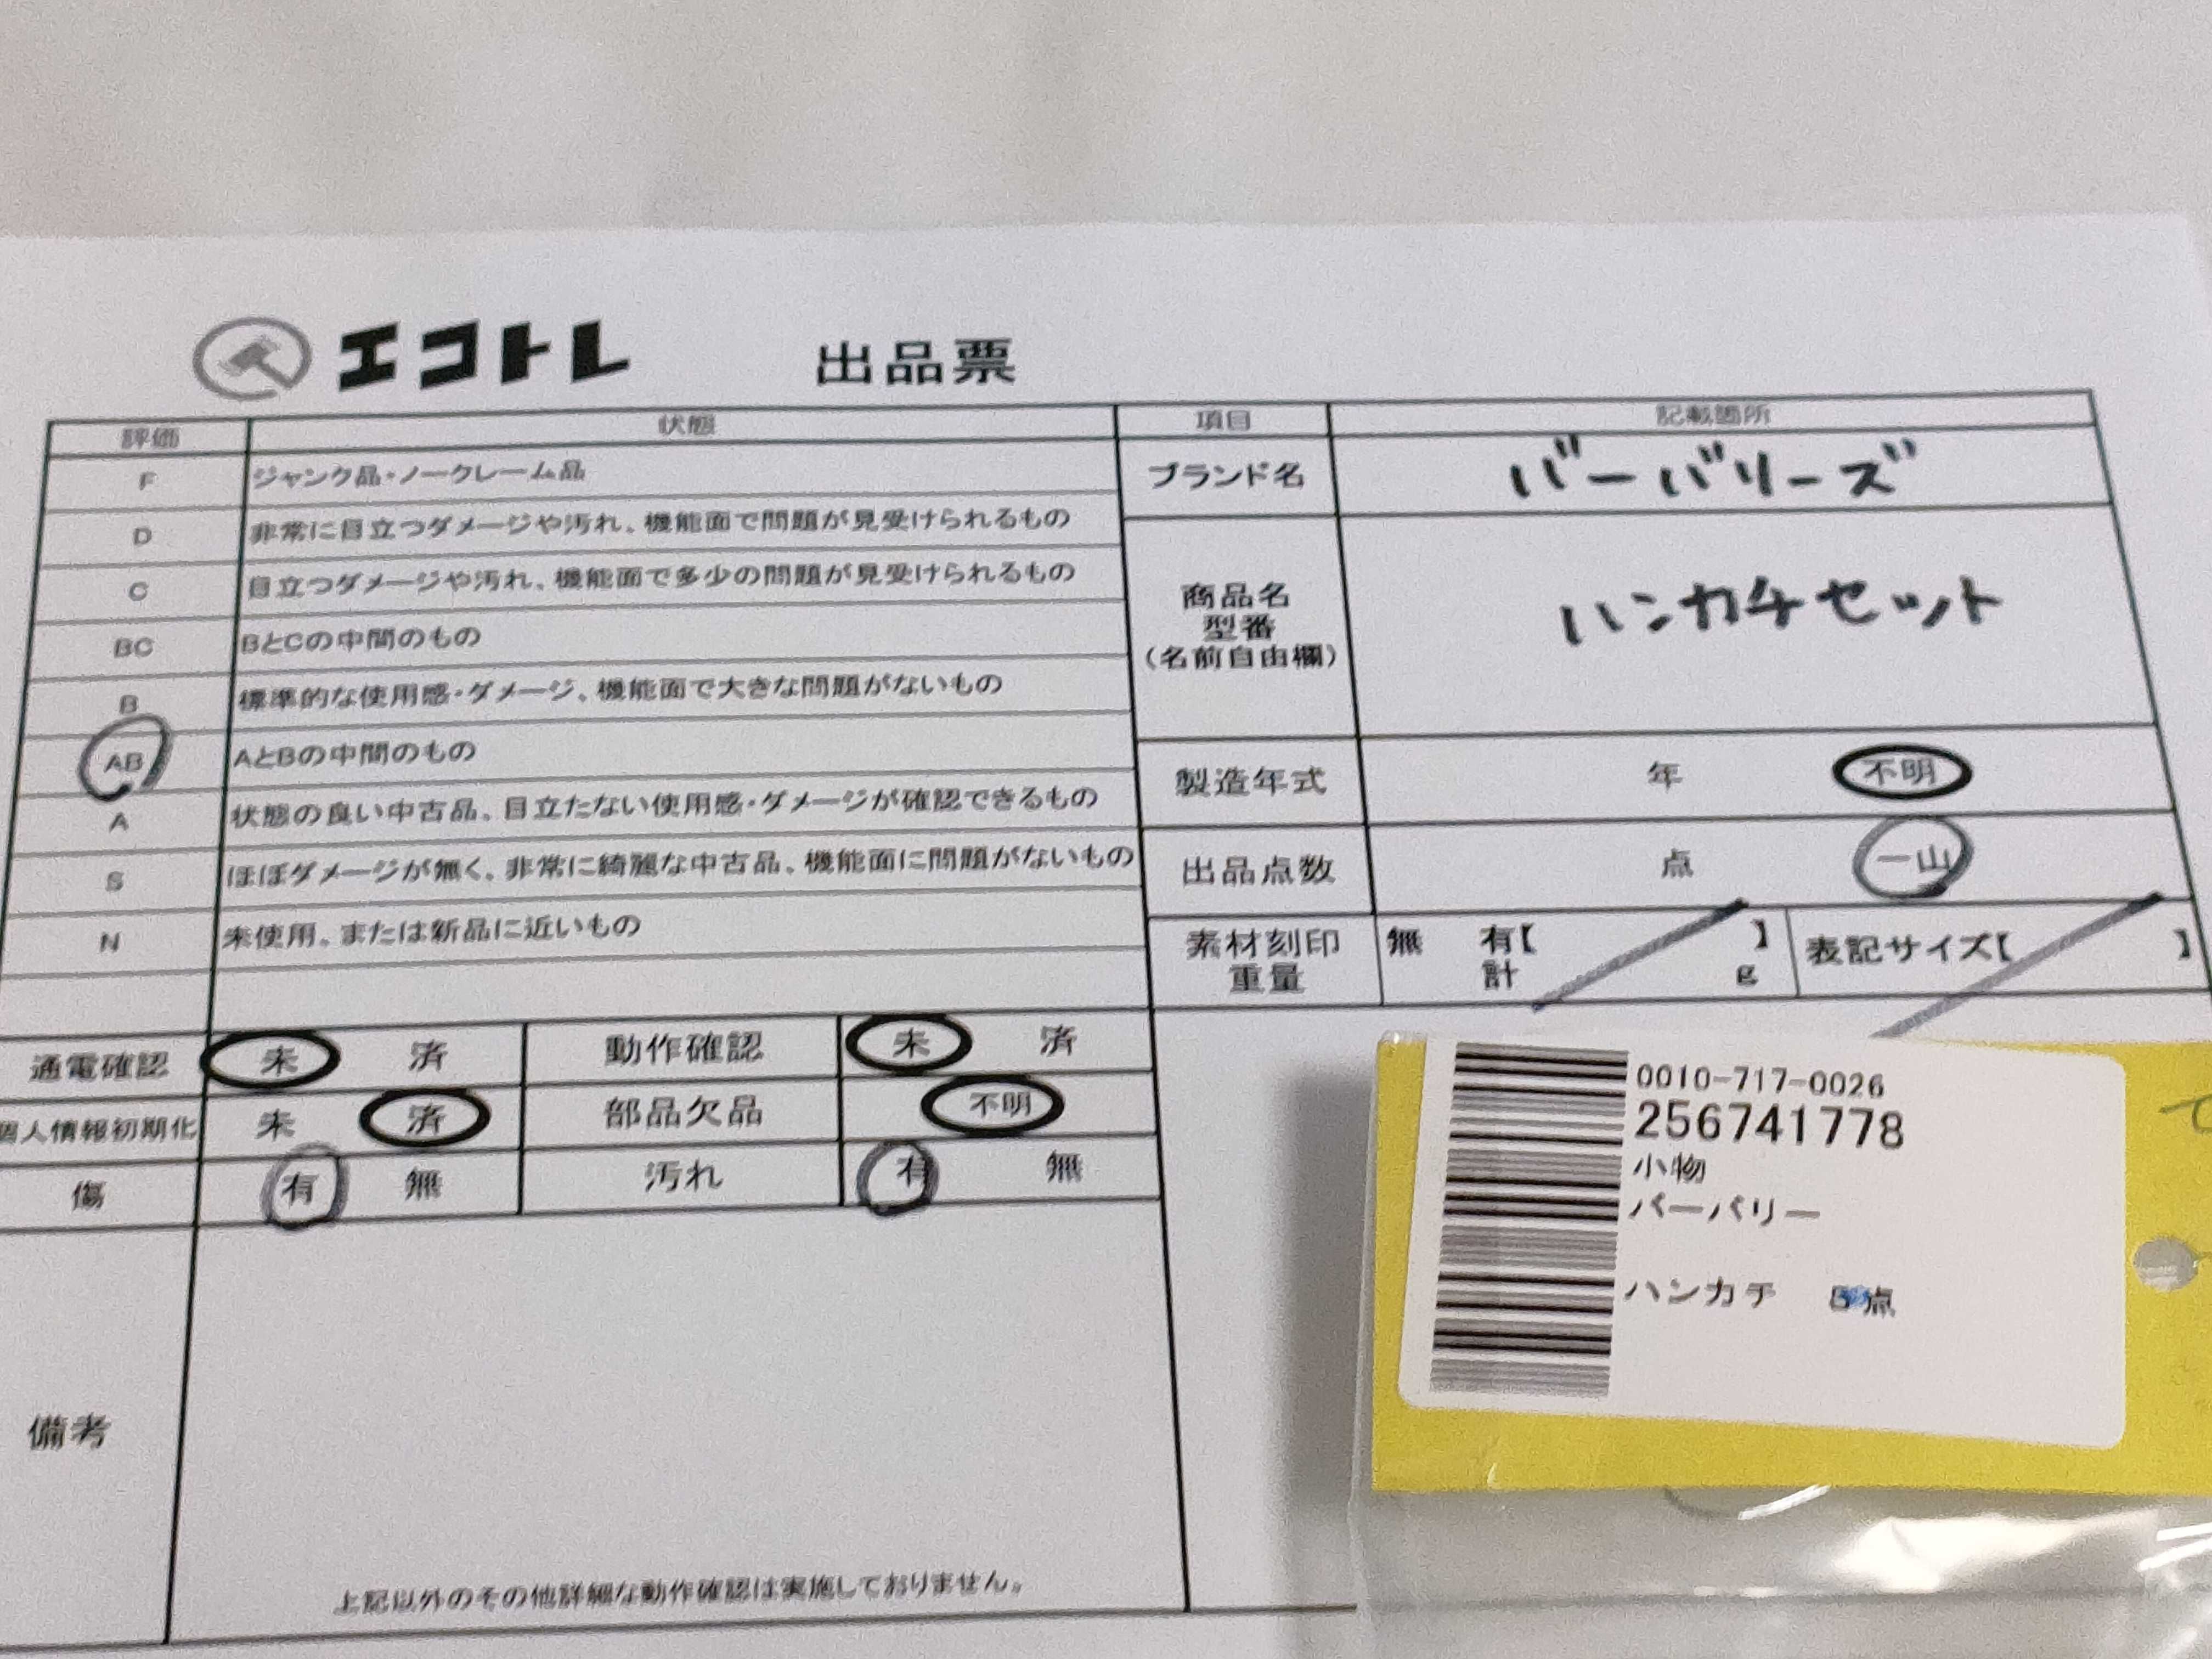 エコトレ 出品票
評価 状態 項目 記載箇所
F ジャンク品・ノークレーム品
D 非常に目立つダメージや汚れ、機能面で問題が見受けられるもの
C 目立つダメージや汚れ、機能面で多少の問題が見受けられるもの
BC BとCの中間のもの
B 標準的な使用感・ダメージ、機能面で大きな問題がないもの
AB AとBの中間のもの
A 状態の良い中古品、目立たない使用感・ダメージが確認できるもの
S ほぼダメージが無く、非常に綺麗な中古品、機能面に問題がないもの
N 未使用。または新品に近いもの
ブランド名 バーバリーズ
商品名
型番
(名前自由欄)
ハンカチセット
製造年式 年 不明
出品点数 点 一山
素材刻印 無 有【 】 表記サイズ【 】
重量 計 g
通電確認 未 済 動作確認 未 済
個人情報初期化 未 済 部品欠品 不明
傷 有 無 汚れ 有 無
備考
上記以外のその他詳細な動作確認は実施しておりません。
0010-717-0026
256741778
小物
バーバリー
ハンカチ 点